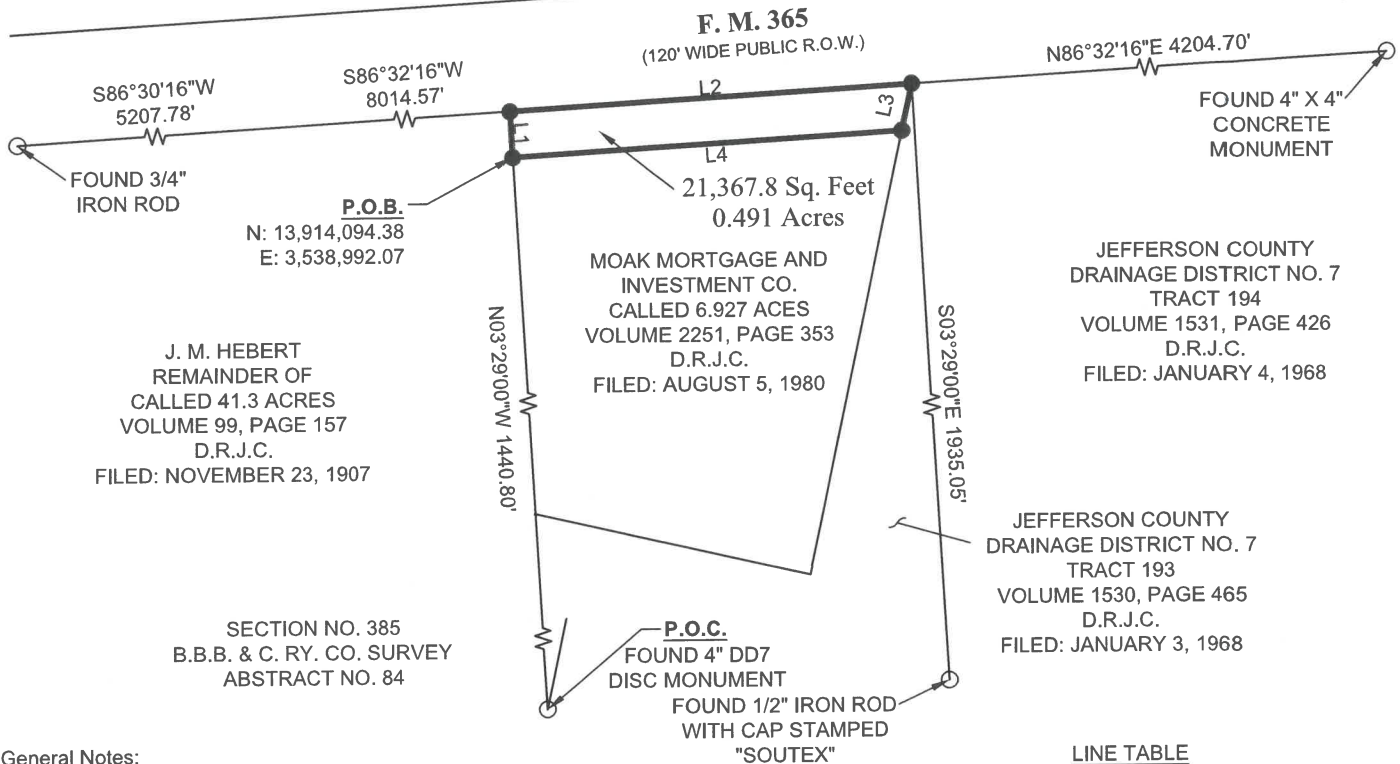 F. M. 365
(120' WIDE PUBLIC R.O.W.)
N86°32'16"E 4204.70'
S86°30'16"W
5207.78'
S86°32'16"W
8014.57'
L2
L3
L1
L4
FOUND 4" X 4"
CONCRETE
MONUMENT
FOUND 3/4"
IRON ROD
P.O.B.
N: 13,914,094.38
E: 3,538,992.07
21,367.8 Sq. Feet
0.491 Acres
MOAK MORTGAGE AND
INVESTMENT CO.
CALLED 6.927 ACES
VOLUME 2251, PAGE 353
D.R.J.C.
FILED: AUGUST 5, 1980
JEFFERSON COUNTY
DRAINAGE DISTRICT NO. 7
TRACT 194
VOLUME 1531, PAGE 426
D.R.J.C.
FILED: JANUARY 4, 1968
J. M. HEBERT
REMAINDER OF
CALLED 41.3 ACRES
VOLUME 99, PAGE 157
D.R.J.C.
FILED: NOVEMBER 23, 1907
N03°29'00"W 1440.80'
S03°29'00"E 1935.05'
JEFFERSON COUNTY
DRAINAGE DISTRICT NO. 7
TRACT 193
VOLUME 1530, PAGE 465
D.R.J.C.
FILED: JANUARY 3, 1968
SECTION NO. 385
B.B.B. & C. RY. CO. SURVEY
ABSTRACT NO. 84
P.O.C.
FOUND 4" DD7
DISC MONUMENT
FOUND 1/2" IRON ROD
WITH CAP STAMPED
"SOUTEX"
General Notes:
LINE TABLE